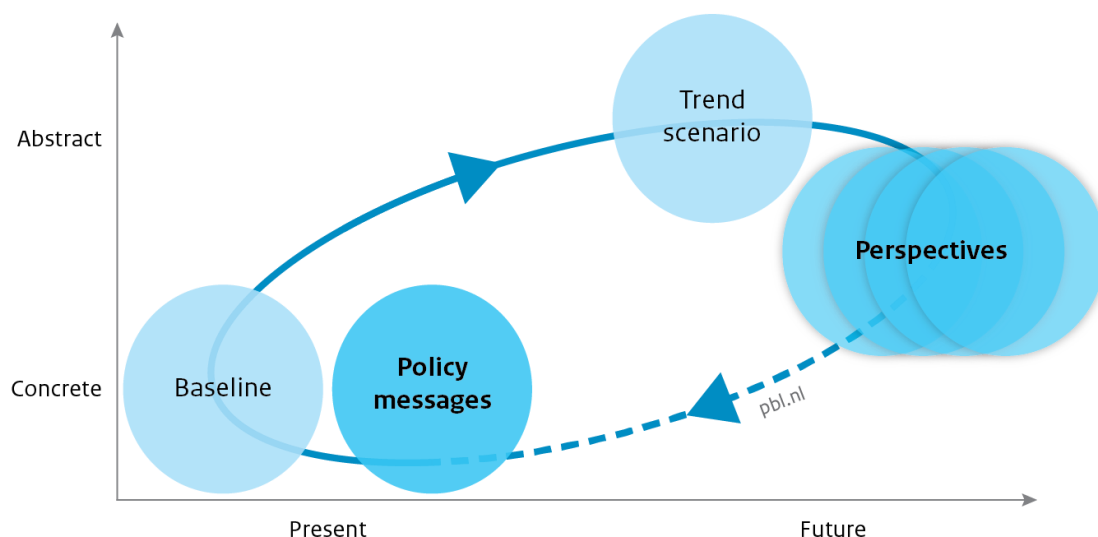 Trend
scenario
Abstract
Perspectives
Policy
messages
Baseline
Concrete
pbl.nl
Present
Future